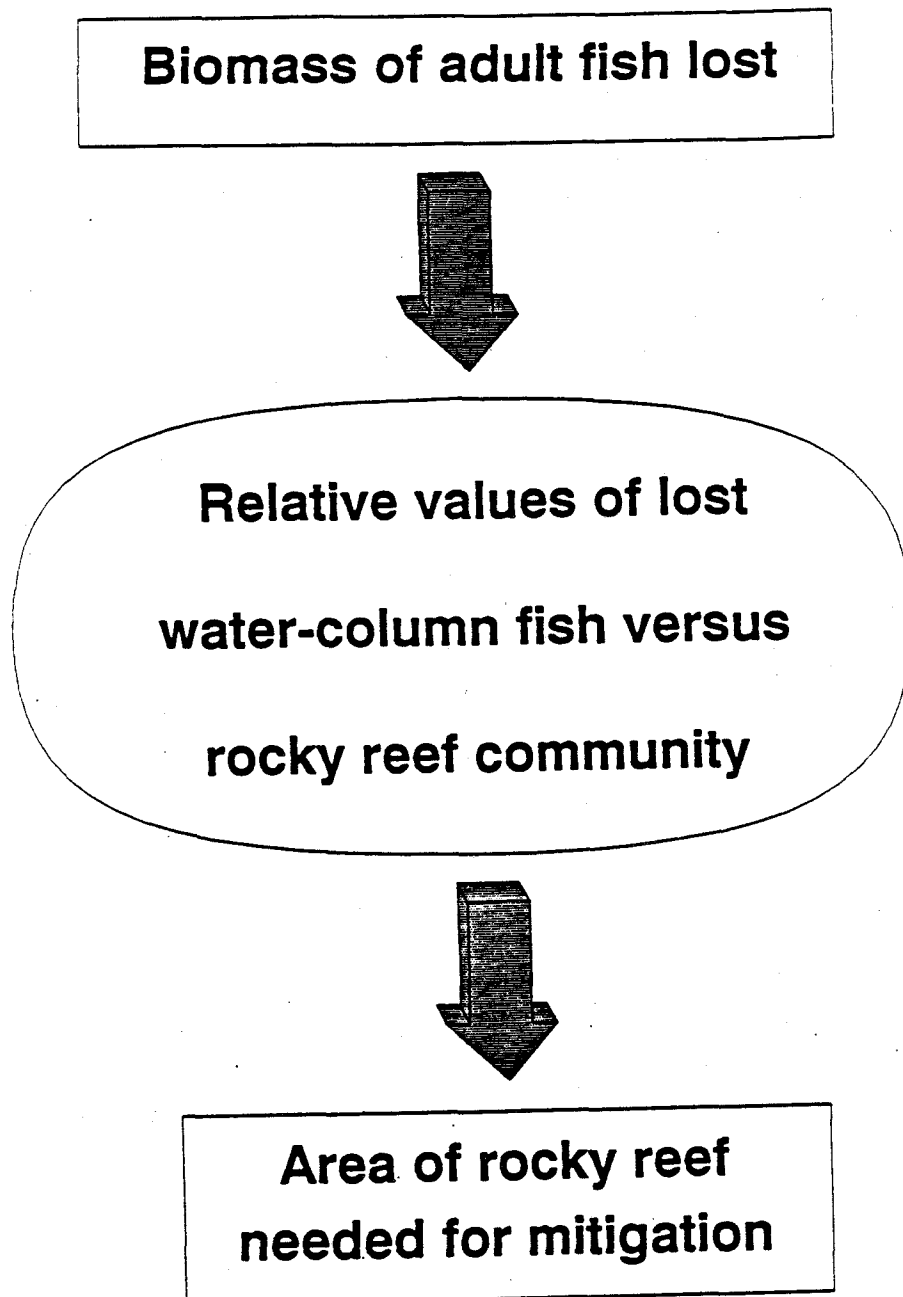 Biomass of adult fish lost
Relative values of lost
water-column fish versus
rocky reef community
Area of rocky reef
needed for mitigation